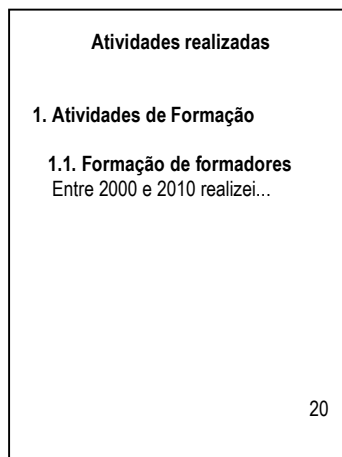 Atividades realizadas
1. Atividades de Formação
1.1. Formação de formadores
Entre 2000 e 2010 realizei...
20